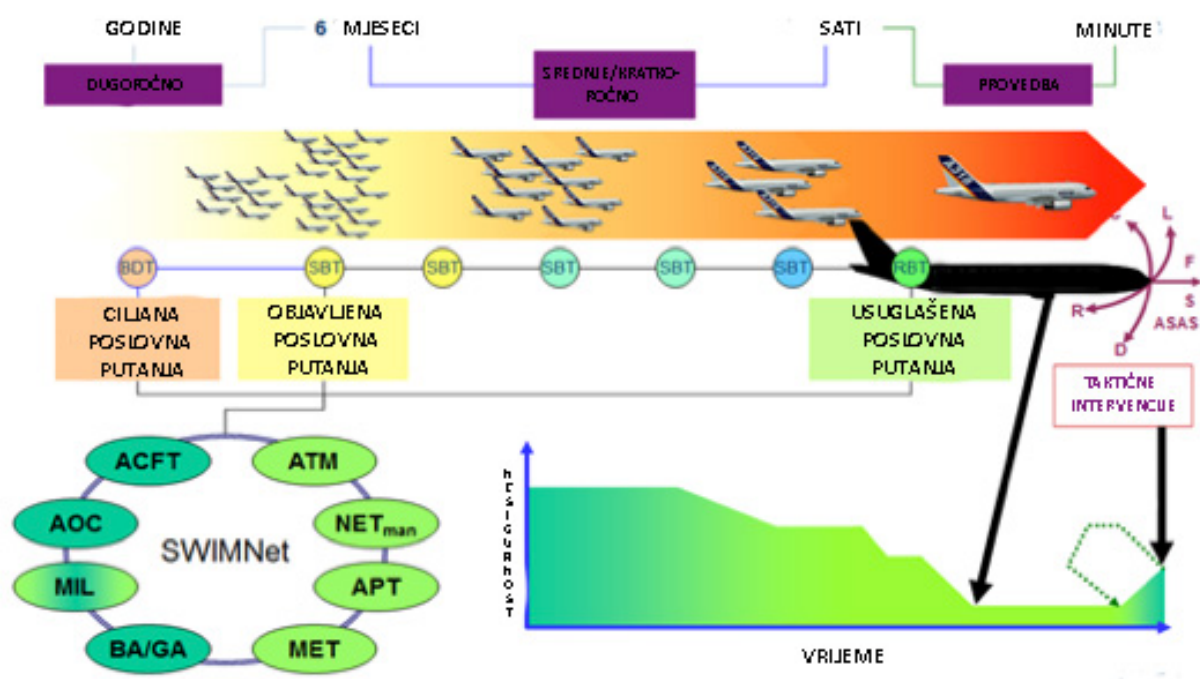 GODINE
6 MJESECI
SATI
MINUTE
DUGOROČNO
SREDNJE/KRATKO-
ROČNO
PROVEDBA
BDT
SBT
SBT
SBT
SBT
SBT
RBT
L
F
S
R
ASAS
D
CILJANA
POSLOVNA
PUTANJA
OBJAVLJENA
POSLOVNA
PUTANJA
USUGLAŠENA
POSLOVNA
PUTANJA
TAKTIČNE
INTERVENCIJE
ACFT
ATM
AOC
NETman
SWIMNet
MIL
APT
BA/GA
MET
NESIGURNOST
VRIJEME